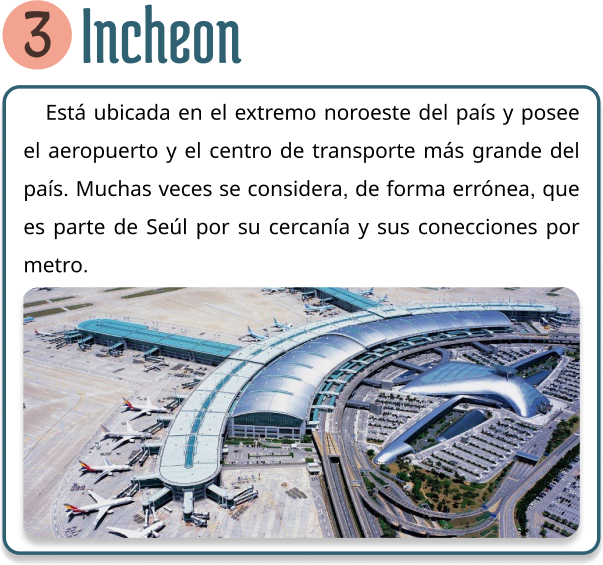 3 Incheon
Está ubicada en el extremo noroeste del país y posee
el aeropuerto y el centro de transporte más grande del
país. Muchas veces se considera, de forma errónea, que
es parte de Seúl por su cercanía y sus conecciones por
metro.